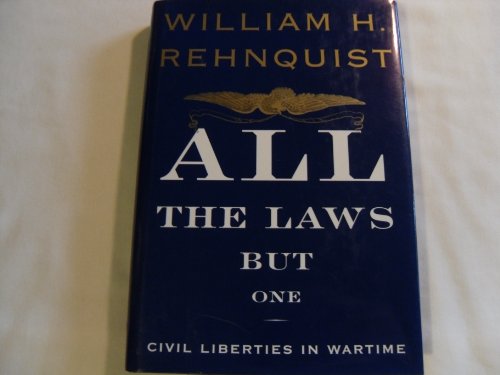 WILLIAM H.
REHNQUIST
ALL
THE LAWS
BUT
ONE
CIVIL LIBERTIES IN WARTIME